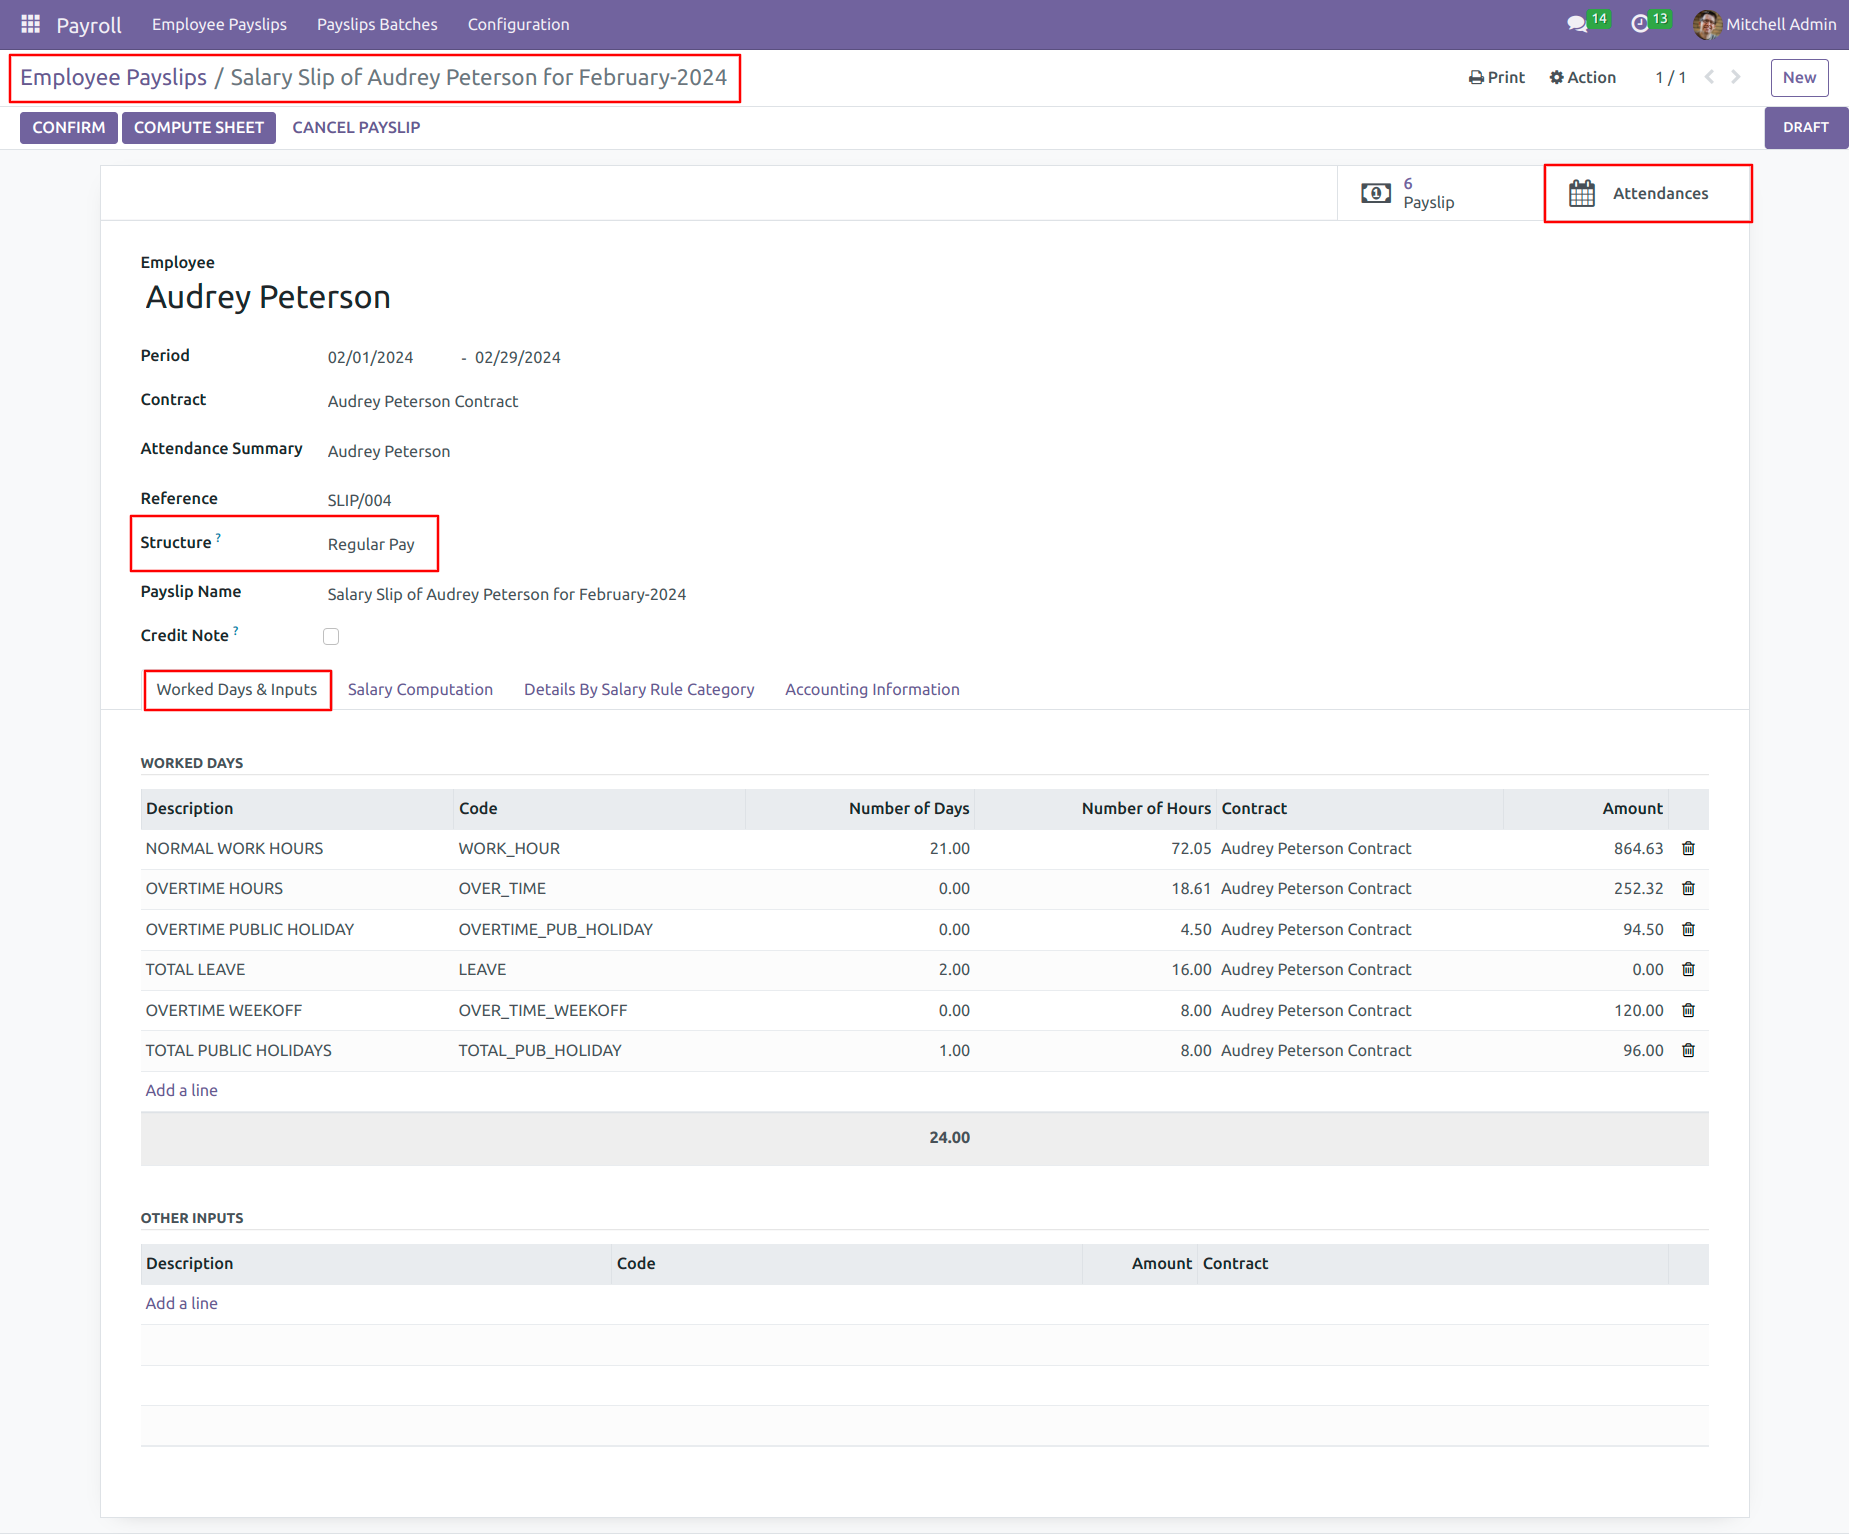 Payroll Employee Payslips Payslips Batches Configuration 14 13 Mitchell Admin
Employee Payslips / Salary Slip of Audrey Peterson for February-2024 Print Action 1 / 1 New
CONFIRM COMPUTE SHEET CANCEL PAYSLIP DRAFT
6
Payslip
Attendances
Employee
Audrey Peterson
Period 02/01/2024 - 02/29/2024
Contract Audrey Peterson Contract
Attendance Summary Audrey Peterson
Reference SLIP/004
Structure ? Regular Pay
Payslip Name Salary Slip of Audrey Peterson for February-2024
Credit Note ?
Worked Days & Inputs Salary Computation Details By Salary Rule Category Accounting Information
WORKED DAYS
Description Code Number of Days Number of Hours Contract Amount
NORMAL WORK HOURS WORK_HOUR 21.00 72.05 Audrey Peterson Contract 864.63
OVERTIME HOURS OVER_TIME 0.00 18.61 Audrey Peterson Contract 252.32
OVERTIME PUBLIC HOLIDAY OVERTIME_PUB_HOLIDAY 0.00 4.50 Audrey Peterson Contract 94.50
TOTAL LEAVE LEAVE 2.00 16.00 Audrey Peterson Contract 0.00
OVERTIME WEEKOFF OVER_TIME_WEEKOFF 0.00 8.00 Audrey Peterson Contract 120.00
TOTAL PUBLIC HOLIDAYS TOTAL_PUB_HOLIDAY 1.00 8.00 Audrey Peterson Contract 96.00
Add a line
24.00
OTHER INPUTS
Description Code Amount Contract
Add a line